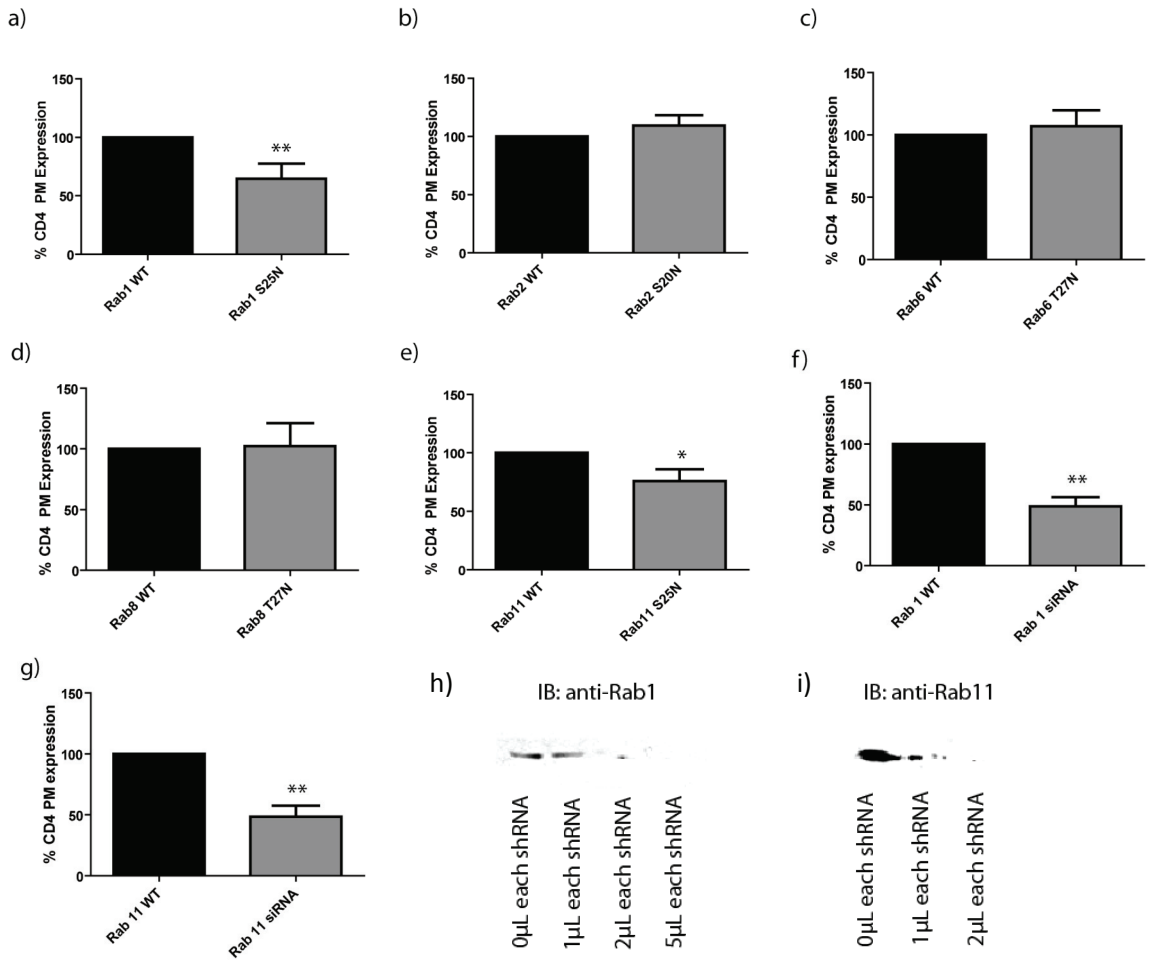 a)
150
100
50
0
% CD4 PM Expression
**
Rab1 WT
Rab1 S25N
b)
150
100
50
0
% CD4 PM Expression
Rab2 WT
Rab2 S20N
c)
150
100
50
0
% CD4 PM Expression
Rab6 WT
Rab6 T27N
d)
150
100
50
0
% CD4 PM Expression
Rab8 WT
Rab8 T27N
e)
150
100
50
0
% CD4 PM Expression
*
Rab11 WT
Rab11 S25N
f)
150
100
50
0
% CD4 PM expression
**
Rab 1 WT
Rab 1 siRNA
g)
150
100
50
0
% CD4 PM expression
**
Rab 11 WT
Rab 11 siRNA
h)
IB: anti-Rab1
0µL each shRNA
1µL each shRNA
2µL each shRNA
5µL each shRNA
i)
IB: anti-Rab11
0µL each shRNA
1µL each shRNA
2µL each shRNA